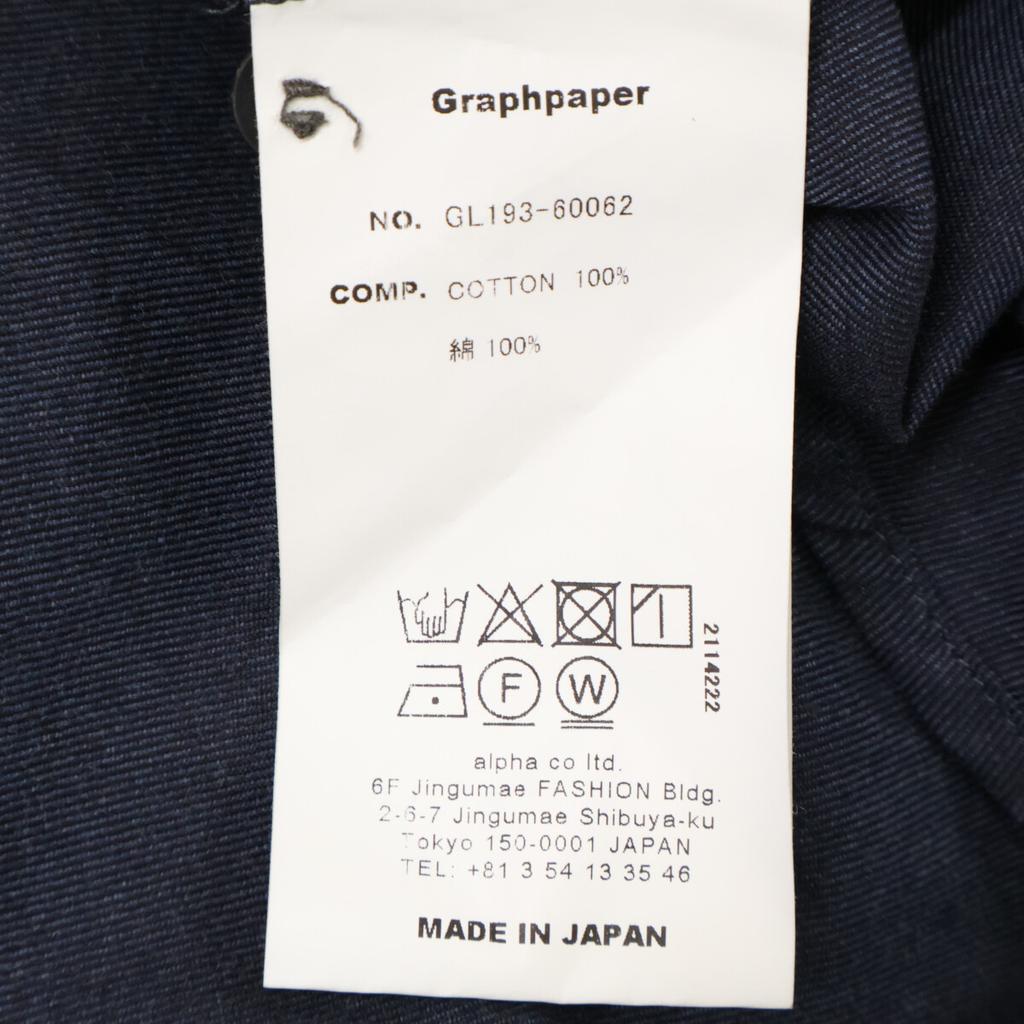 Graphpaper
NO. GL193-60062
COMP. COTTON 100%
綿 100%
2114222
F W
alpha co ltd.
6F Jingumae FASHION Bldg.
2-6-7 Jingumae Shibuya-ku
Tokyo 150-0001 JAPAN
TEL: +81 3 54 13 35 46
MADE IN JAPAN